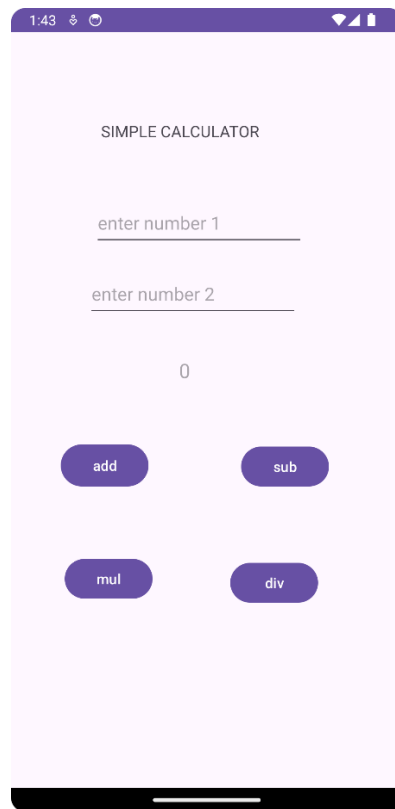 1:43
SIMPLE CALCULATOR
enter number 1
enter number 2
0
add
sub
mul
div